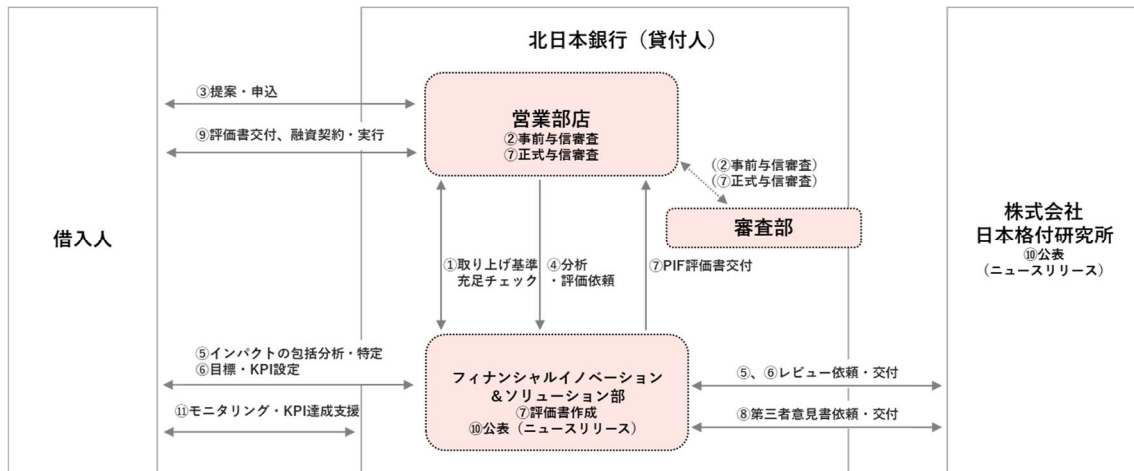 北日本銀行（貸付人）
③提案・申込
⑨評価書交付、融資契約・実行
営業部店
②事前与信審査
⑦正式与信審査
（②事前与信審査）
（⑦正式与信審査）
審査部
借入人
株式会社
日本格付研究所
⑩公表
（ニュースリリース）
①取り上げ基準
充足チェック
④分析
・評価依頼
⑦PIF評価書交付
⑤インパクトの包括分析・特定
⑥目標・KPI設定
⑪モニタリング・KPI達成支援
フィナンシャルイノベーション
＆ソリューション部
⑦評価書作成
⑩公表（ニュースリリース）
⑤、⑥レビュー依頼・交付
⑧第三者意見書依頼・交付